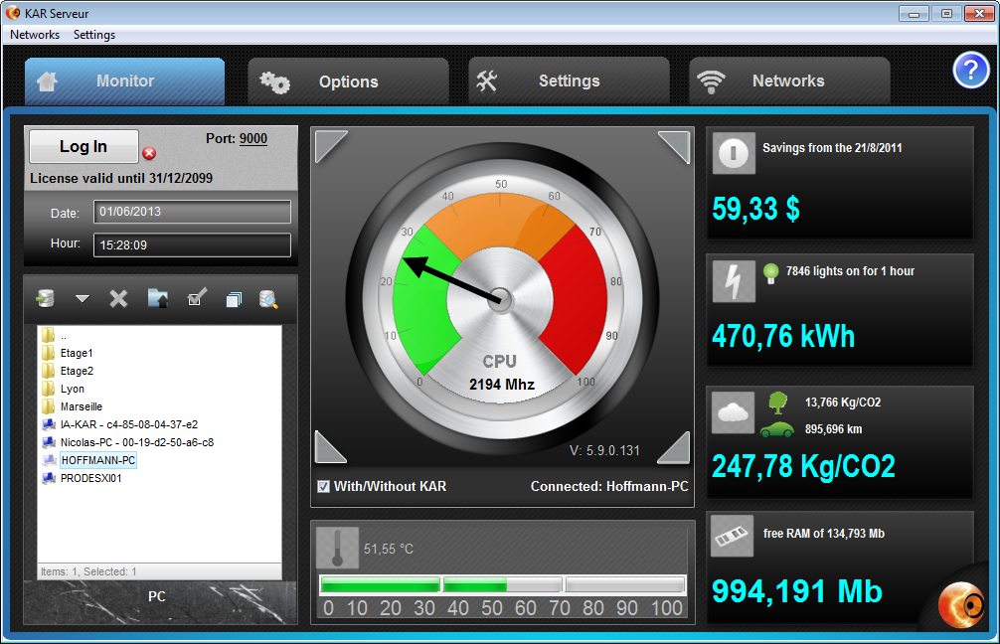 KAR Serveur
Networks Settings
Monitor
Options
Settings
Networks
?
Log In
Port: 9000
License valid until 31/12/2099
Date: 01/06/2013
Hour: 15:28:09
..
Etage1
Etage2
Lyon
Marseille
IA-KAR - c4-85-08-04-37-e2
Nicolas-PC - 00-19-d2-50-a6-c8
HOFFMANN-PC
PRODESXI01
Items: 1, Selected: 1
PC
0
10
20
30
40
50
60
70
80
90
100
CPU
2194 Mhz
V: 5.9.0.131
With/Without KAR
Connected: Hoffmann-PC
51,55 °C
0 10 20 30 40 50 60 70 80 90 100
Savings from the 21/8/2011
59,33 $
7846 lights on for 1 hour
470,76 kWh
13,766 Kg/CO2
895,696 km
247,78 Kg/CO2
free RAM of 134,793 Mb
994,191 Mb